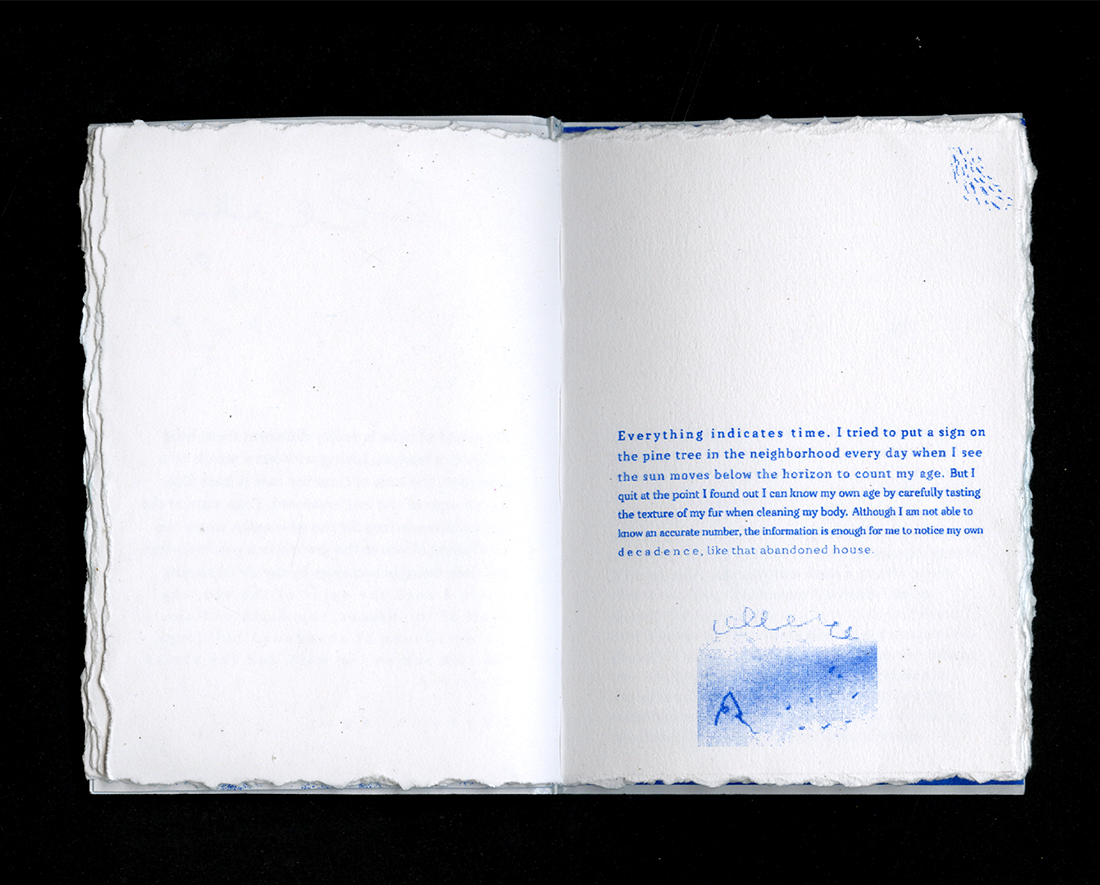 Everything indicates time. I tried to put a sign on
the pine tree in the neighborhood every day when I see
the sun moves below the horizon to count my age. But I
quit at the point I found out I can know my own age by carefully tasting
the texture of my fur when cleaning my body. Although I am not able to
know an accurate number, the information is enough for me to notice my own
decadence, like that abandoned house.